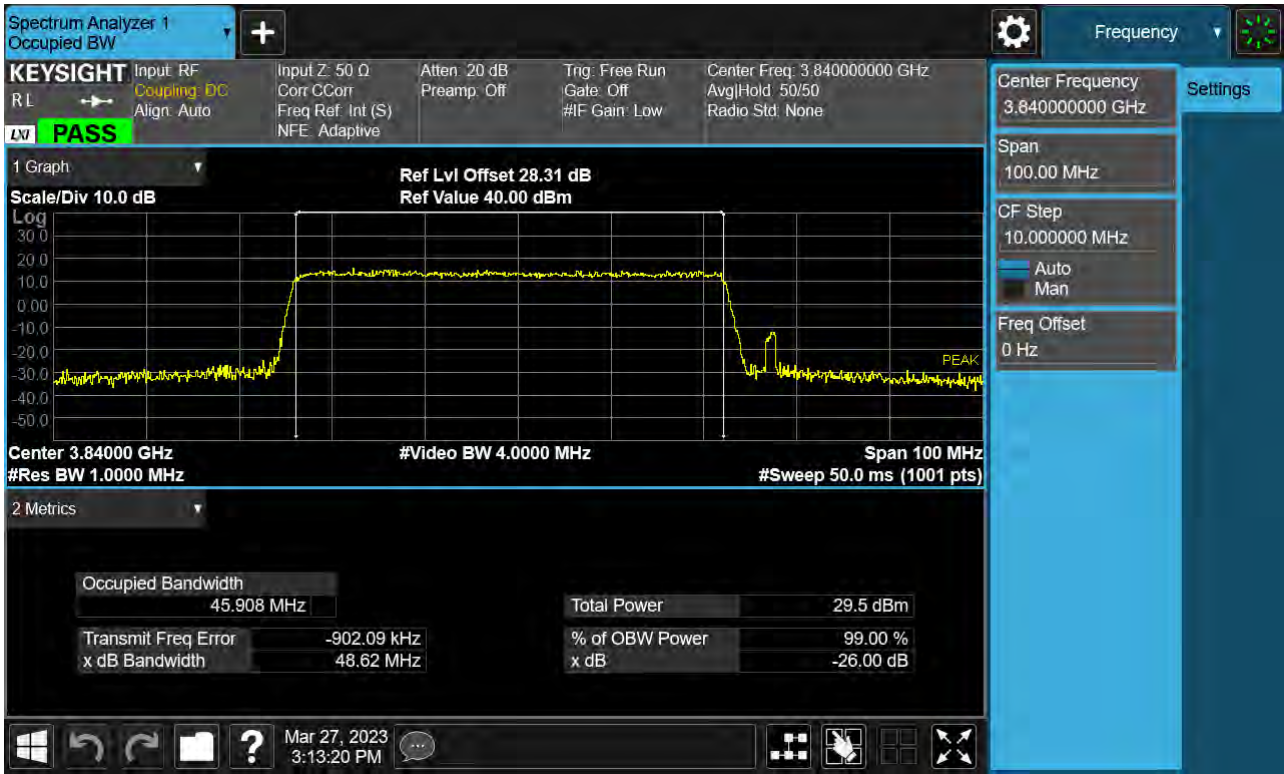 Spectrum Analyzer 1
Occupied BW
+
Frequency
KEYSIGHT
R L
LXI PASS
Input: RF
Coupling: DC
Align: Auto
Input Z: 50 Ω
Corr CCorr
Freq Ref: Int (S)
NFE: Adaptive
Atten: 20 dB
Preamp: Off
Trig: Free Run
Gate: Off
#IF Gain: Low
Center Freq: 3.840000000 GHz
Avg|Hold: 50/50
Radio Std: None
Center Frequency
3.840000000 GHz
Settings
Span
100.00 MHz
CF Step
10.000000 MHz
Auto
Man
Freq Offset
0 Hz
1 Graph
Scale/Div 10.0 dB
Ref Lvl Offset 28.31 dB
Ref Value 40.00 dBm
Log
30.0
20.0
10.0
0.00
-10.0
-20.0
-30.0
-40.0
-50.0
PEAK
Center 3.84000 GHz
#Video BW 4.0000 MHz
Span 100 MHz
#Res BW 1.0000 MHz
#Sweep 50.0 ms (1001 pts)
2 Metrics
Occupied Bandwidth
45.908 MHz
Total Power 29.5 dBm
Transmit Freq Error -902.09 kHz
% of OBW Power 99.00 %
x dB Bandwidth 48.62 MHz
x dB -26.00 dB
?
Mar 27, 2023
3:13:20 PM